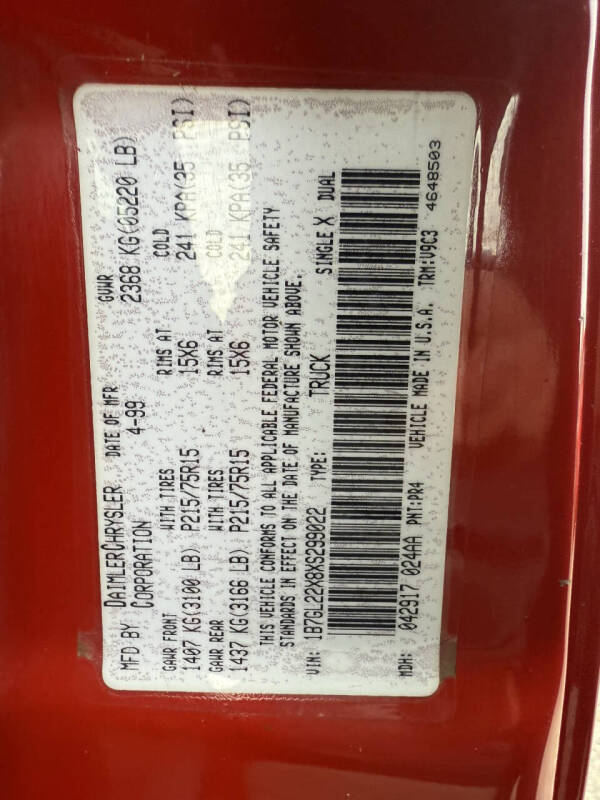 MFD BY DAIMLERCHRYSLER DATE OF MFR GVWR
CORPORATION 4-99 2368 KG(05220 LB)
GAWR FRONT WITH TIRES RIMS AT COLD
1407 KG(3100 LB) P215/75R15 15X6 241 KPA(35 PSI)
GAWR REAR WITH TIRES RIMS AT COLD
1437 KG(3166 LB) P215/75R15 15X6 241 KPA(35 PSI)
THIS VEHICLE CONFORMS TO ALL APPLICABLE FEDERAL MOTOR VEHICLE SAFETY
STANDARDS IN EFFECT ON THE DATE OF MANUFACTURE SHOWN ABOVE.
VIN: 1B7GL22X8XS299022 TYPE: TRUCK SINGLE X DUAL
MDH: 042917 024AA PNT:PR4 VEHICLE MADE IN U.S.A. TRM:V9C3
4648503